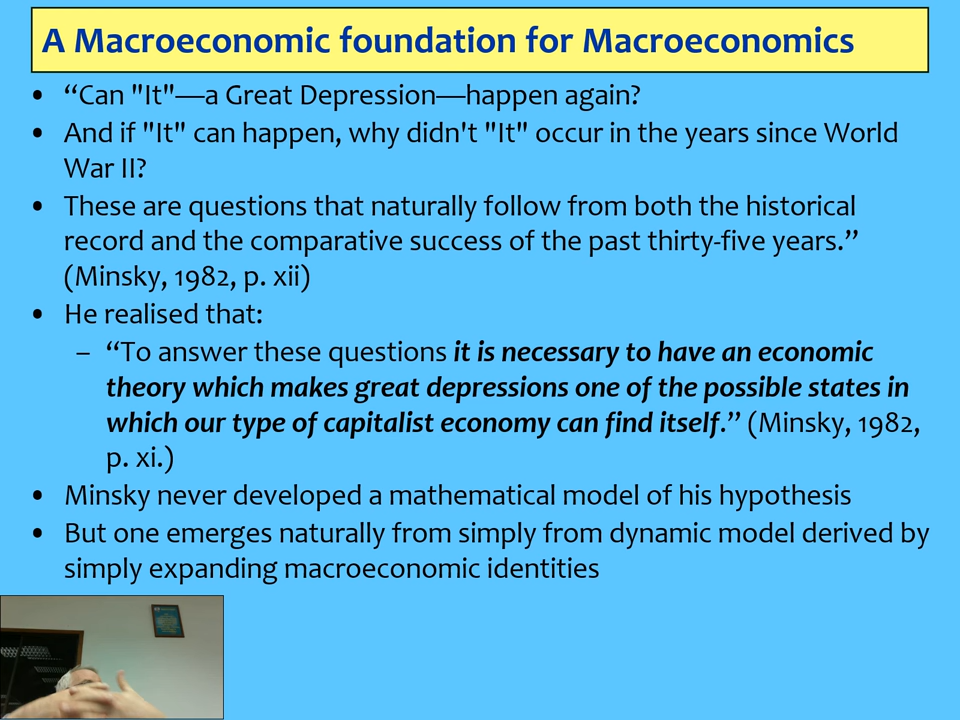 A Macroeconomic foundation for Macroeconomics
• “Can "It"—a Great Depression—happen again?
• And if "It" can happen, why didn't "It" occur in the years since World
War II?
• These are questions that naturally follow from both the historical
record and the comparative success of the past thirty-five years.”
(Minsky, 1982, p. xii)
• He realised that:
– “To answer these questions it is necessary to have an economic
theory which makes great depressions one of the possible states in
which our type of capitalist economy can find itself.” (Minsky, 1982,
p. xi.)
• Minsky never developed a mathematical model of his hypothesis
• But one emerges naturally from simply from dynamic model derived by
simply expanding macroeconomic identities